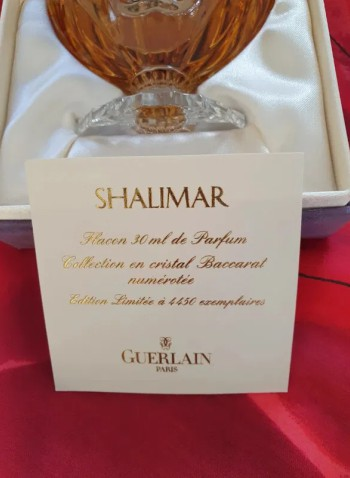 SHALIMAR
Flacon 30 ml de Parfum
Collection en cristal Baccarat
numérotée
Edition Limitée à 4450 exemplaires
GUERLAIN
PARIS